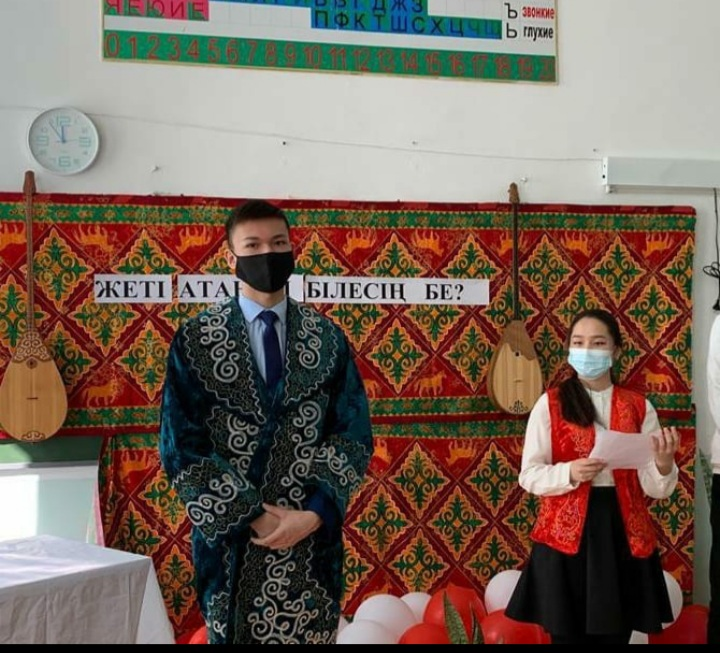 Ъ звонкие
ПФКТШСХЦЧЩ Ь глухие
0 1 2 3 4 5 6 7 8 9 10 11 12 13 14 15 16 17 18 19 20
ЖЕТІ БІЛЕСІҢ БЕ?